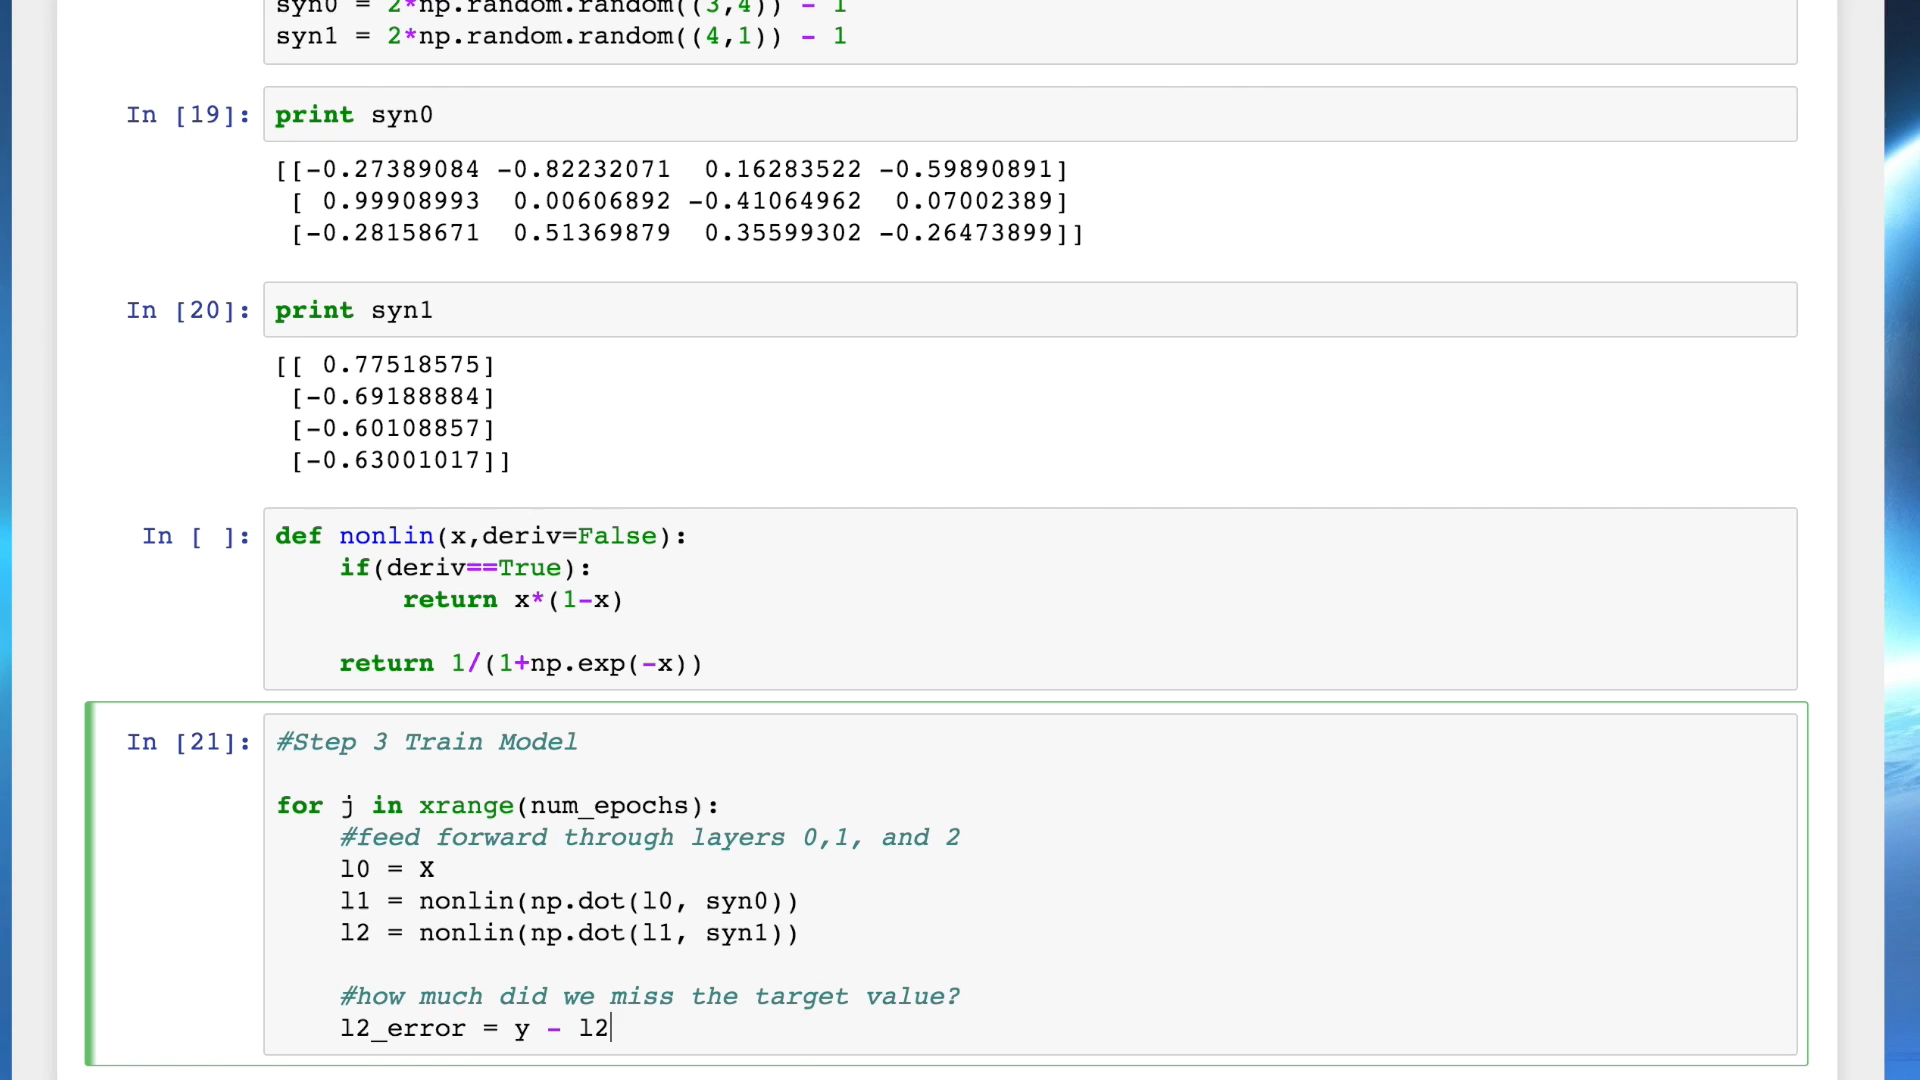 syn0 = 2*np.random.random((3,4)) - 1
syn1 = 2*np.random.random((4,1)) - 1
In [19]: print syn0
[[-0.27389084 -0.82232071  0.16283522 -0.59890891]
 [ 0.99908993  0.00606892 -0.41064962  0.07002389]
 [-0.28158671  0.51369879  0.35599302 -0.26473899]]
In [20]: print syn1
[[ 0.77518575]
 [-0.69188884]
 [-0.60108857]
 [-0.63001017]]
In [ ]: def nonlin(x,deriv=False):
    if(deriv==True):
        return x*(1-x)
    return 1/(1+np.exp(-x))
In [21]: #Step 3 Train Model
for j in xrange(num_epochs):
    #feed forward through layers 0,1, and 2
    l0 = X
    l1 = nonlin(np.dot(l0, syn0))
    l2 = nonlin(np.dot(l1, syn1))
    #how much did we miss the target value?
    l2_error = y - l2